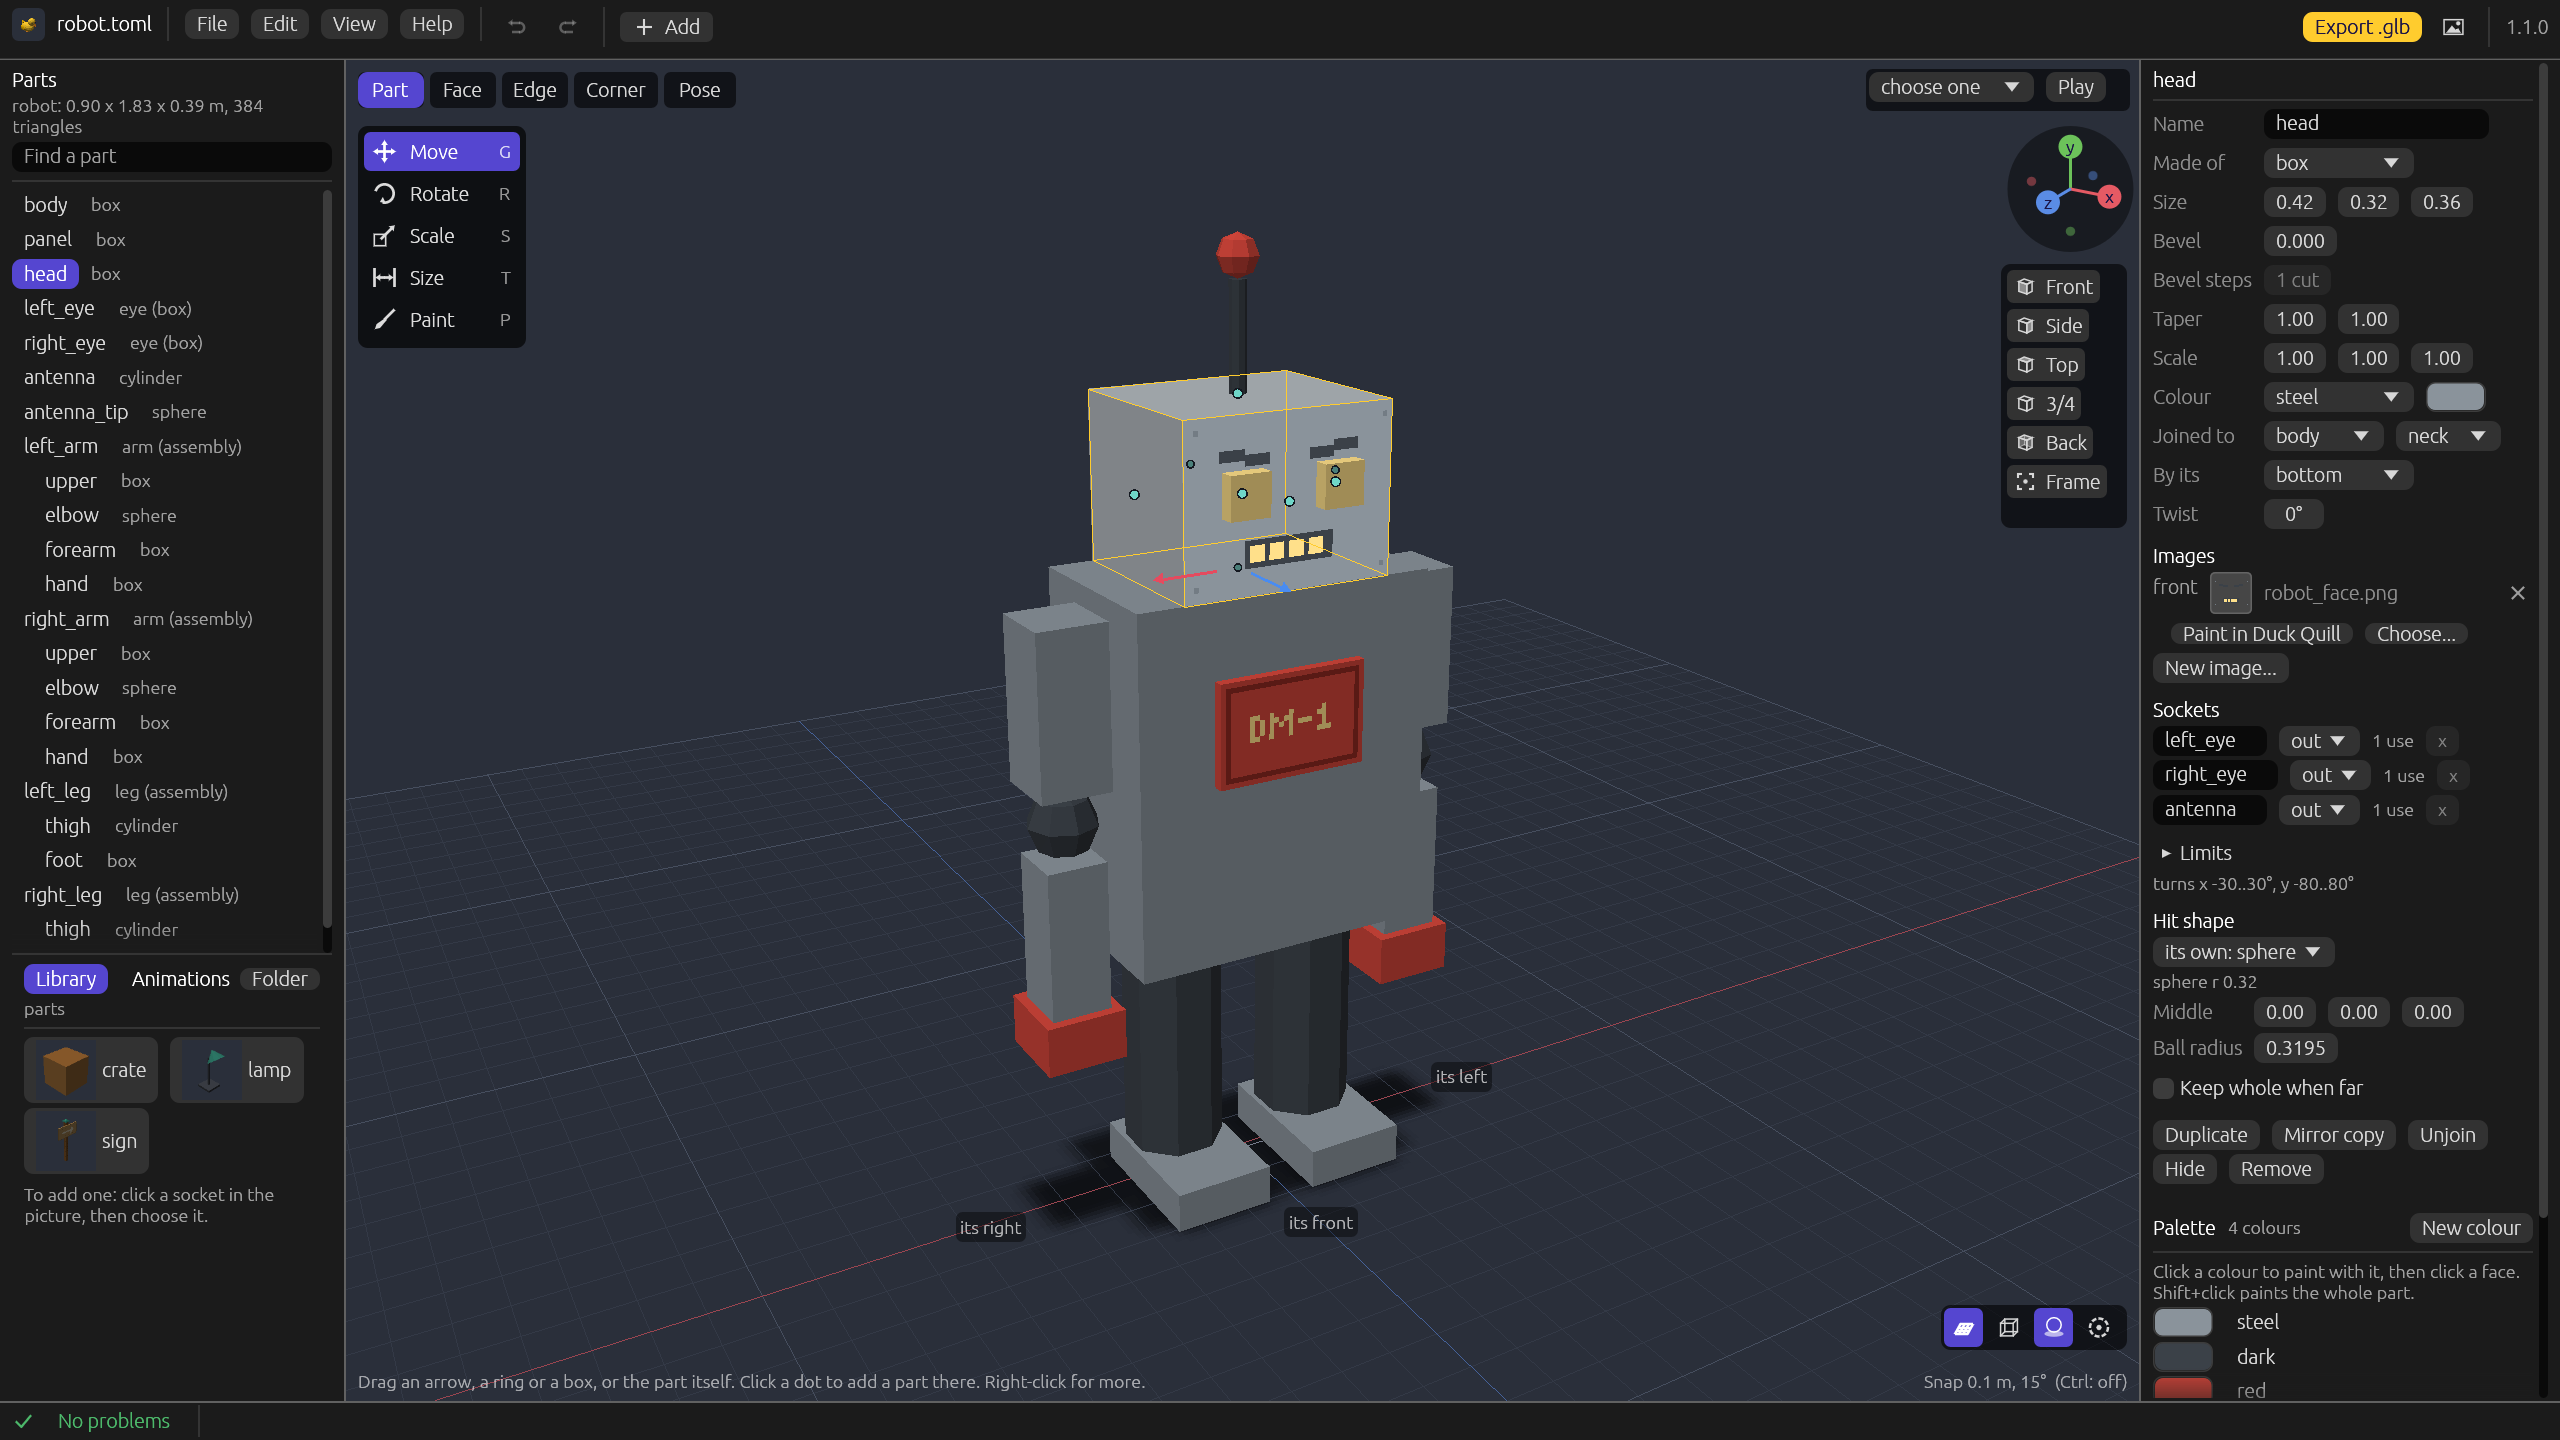 robot.toml File Edit View Help Add Export .glb 1.1.0
Parts
robot: 0.90 x 1.83 x 0.39 m, 384
triangles
Find a part
body box
panel box
head box
left_eye eye (box)
right_eye eye (box)
antenna cylinder
antenna_tip sphere
left_arm arm (assembly)
upper box
elbow sphere
forearm box
hand box
right_arm arm (assembly)
upper box
elbow sphere
forearm box
hand box
left_leg leg (assembly)
thigh cylinder
foot box
right_leg leg (assembly)
thigh cylinder
Library Animations Folder
parts
crate lamp
sign
To add one: click a socket in the
picture, then choose it.
Part Face Edge Corner Pose
Move G
Rotate R
Scale S
Size T
Paint P
choose one Play
y
x
z
Front
Side
Top
3/4
Back
Frame
DM-1
its left
its right
its front
Drag an arrow, a ring or a box, or the part itself. Click a dot to add a part there. Right-click for more.
Snap 0.1 m, 15° (Ctrl: off)
head
Name head
Made of box
Size 0.42 0.32 0.36
Bevel 0.000
Bevel steps 1 cut
Taper 1.00 1.00
Scale 1.00 1.00 1.00
Colour steel
Joined to body neck
By its bottom
Twist 0°
Images
front robot_face.png
Paint in Duck Quill Choose...
New image...
Sockets
left_eye out 1 use x
right_eye out 1 use x
antenna out 1 use x
Limits
turns x -30..30°, y -80..80°
Hit shape
its own: sphere
sphere r 0.32
Middle 0.00 0.00 0.00
Ball radius 0.3195
Keep whole when far
Duplicate Mirror copy Unjoin
Hide Remove
Palette 4 colours New colour
Click a colour to paint with it, then click a face.
Shift+click paints the whole part.
steel
dark
red
No problems